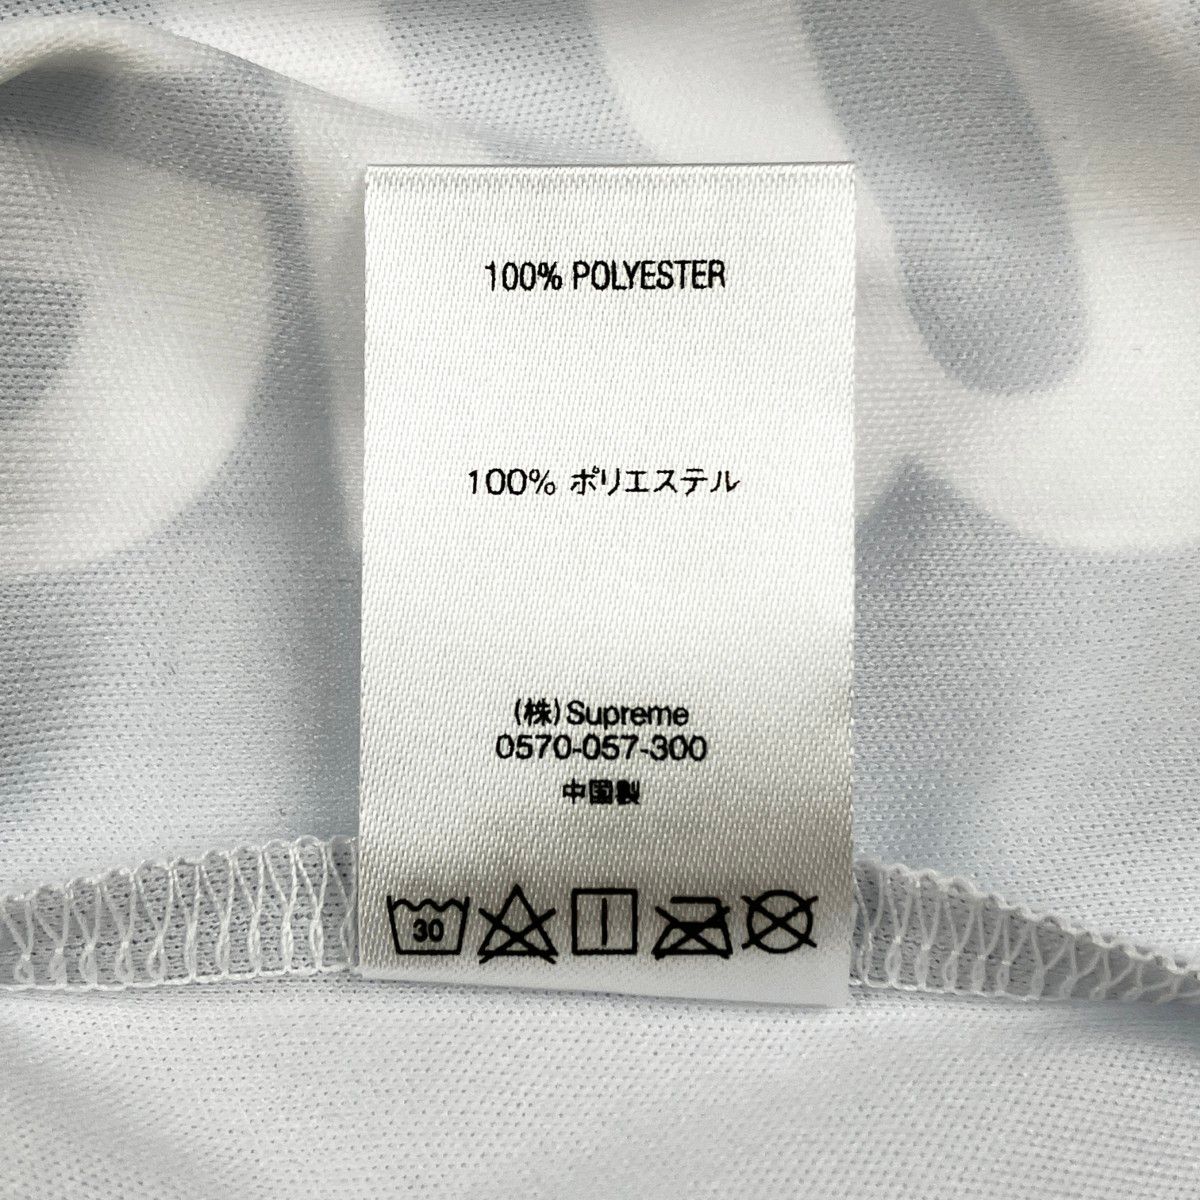 100% POLYESTER
100% ポリエステル
(株)Supreme
0570-057-300
中国製
30